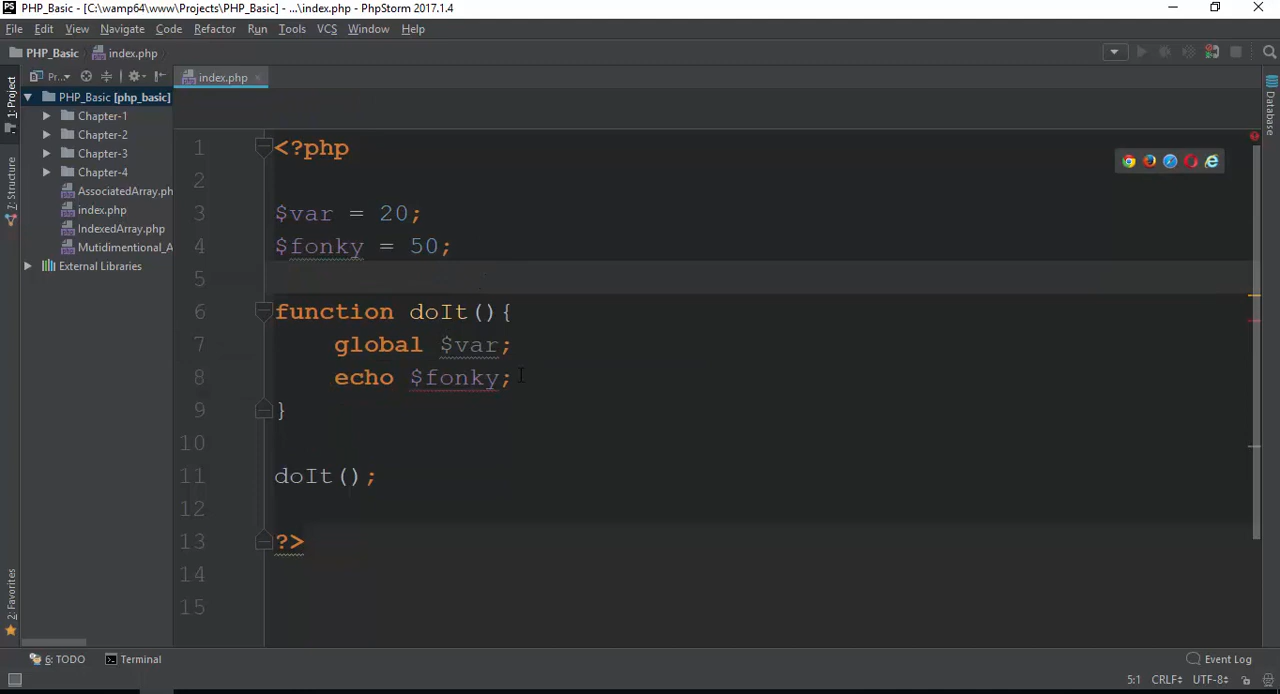 PHP_Basic - [C:\wamp64\www\Projects\PHP_Basic] - ...\index.php - PhpStorm 2017.1.4
File Edit View Navigate Code Refactor Run Tools VCS Window Help
PHP_Basic index.php
Pr... index.php
1: Project
7: Structure
2: Favorites
PHP_Basic [php_basic]
Chapter-1
Chapter-2
Chapter-3
Chapter-4
AssociatedArray.ph
index.php
IndexedArray.php
Mutidimentional_A
External Libraries
1 <?php
2
3 $var = 20;
4 $fonky = 50;
5
6 function doIt(){
7 global $var;
8 echo $fonky;
9 }
10
11 doIt();
12
13 ?>
14
15
Database
6: TODO Terminal Event Log
5:1 CRLF UTF-8